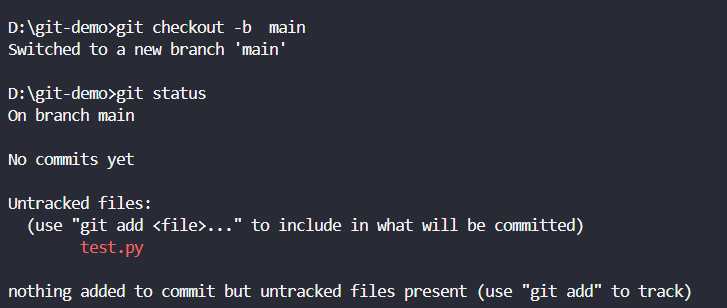 D:\git-demo>git checkout -b  main
Switched to a new branch 'main'
D:\git-demo>git status
On branch main
No commits yet
Untracked files:
  (use "git add <file>..." to include in what will be committed)
        test.py
nothing added to commit but untracked files present (use "git add" to track)